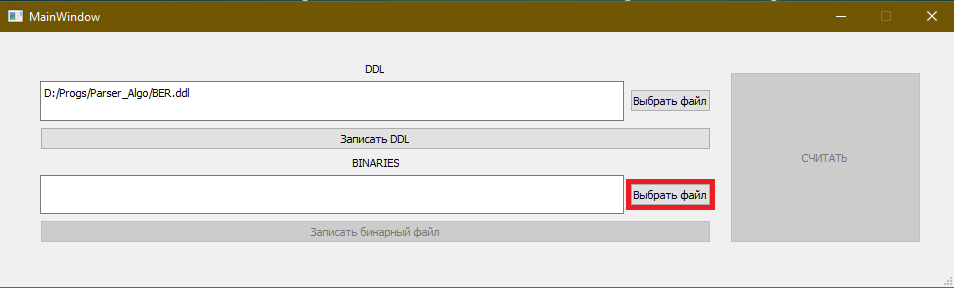 MainWindow
DDL
D:/Progs/Parser_Algo/BER.ddl
Выбрать файл
Записать DDL
BINARIES
Выбрать файл
Записать бинарный файл
СЧИТАТЬ